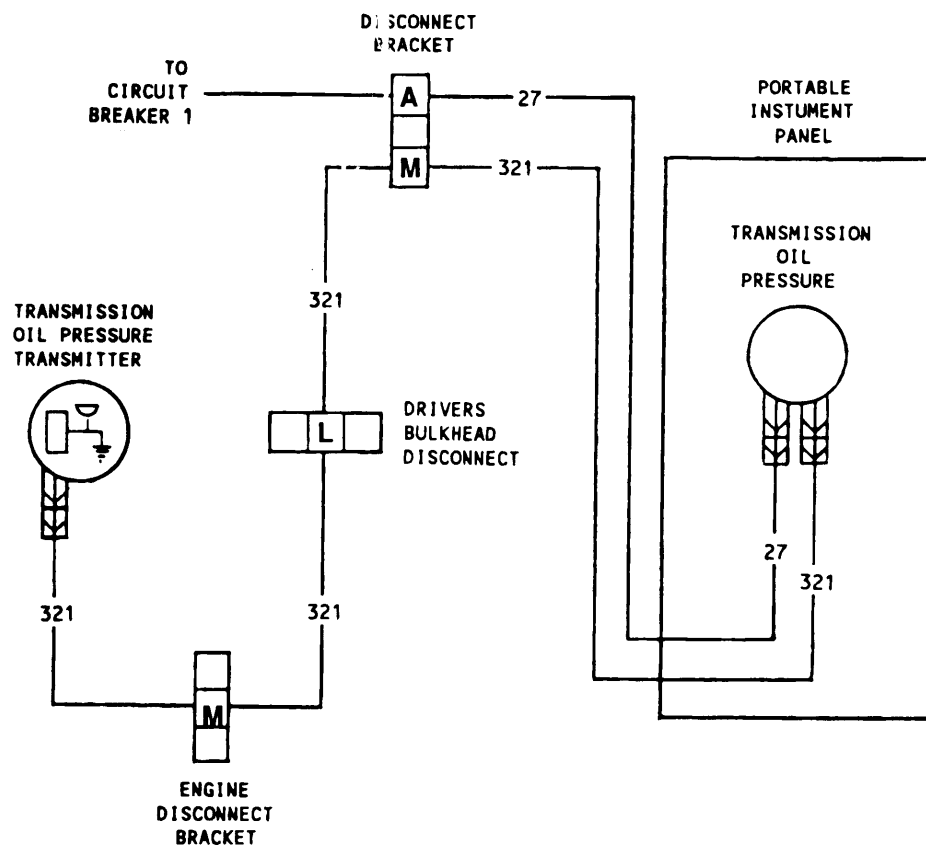 DISCONNECT
BRACKET
TO
CIRCUIT
BREAKER 1
A
27
PORTABLE
INSTUMENT
PANEL
M
321
TRANSMISSION
OIL
PRESSURE
321
TRANSMISSION
OIL PRESSURE
TRANSMITTER
L
DRIVERS
BULKHEAD
DISCONNECT
27
321
321
321
M
ENGINE
DISCONNECT
BRACKET